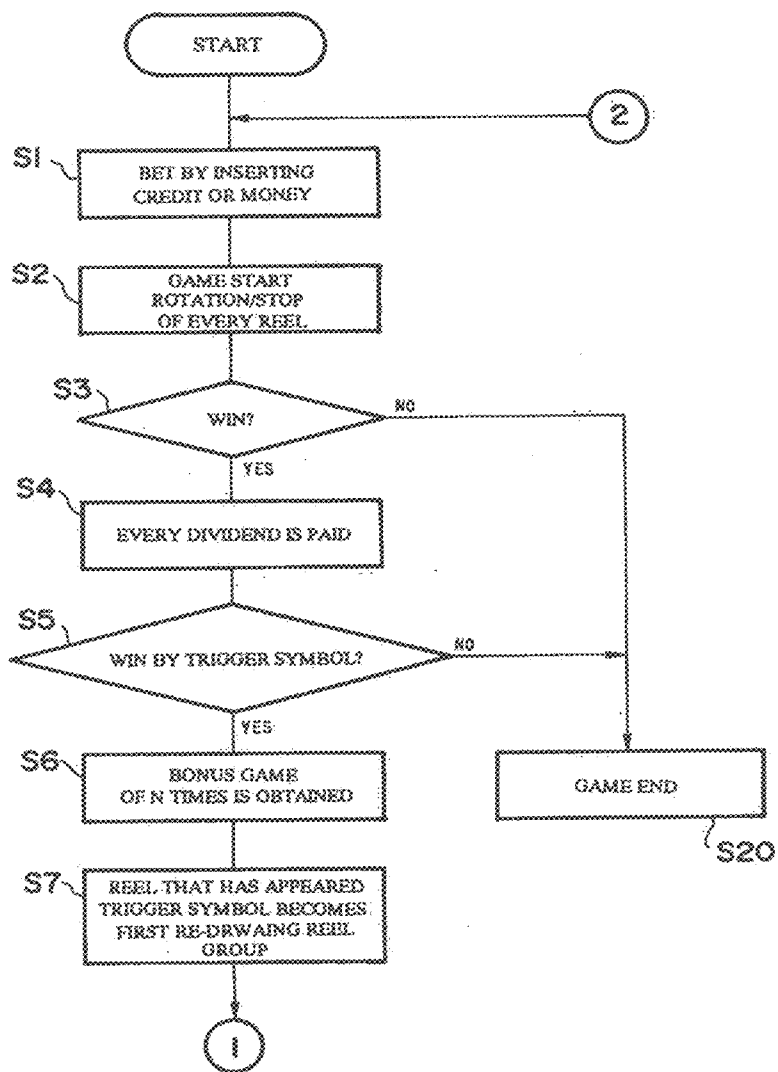 START
2
S1
BET BY INSERTING
CREDIT OR MONEY
S2
GAME START
ROTATION/STOP
OF EVERY REEL
S3
WIN?
NO
YES
S4
EVERY DIVIDEND IS PAID
S5
WIN BY TRIGGER SYMBOL?
NO
YES
S6
BONUS GAME
OF N TIMES IS OBTAINED
GAME END
S20
S7
REEL THAT HAS APPEARED
TRIGGER SYMBOL BECOMES
FIRST RE-DRWAING REEL
GROUP
1